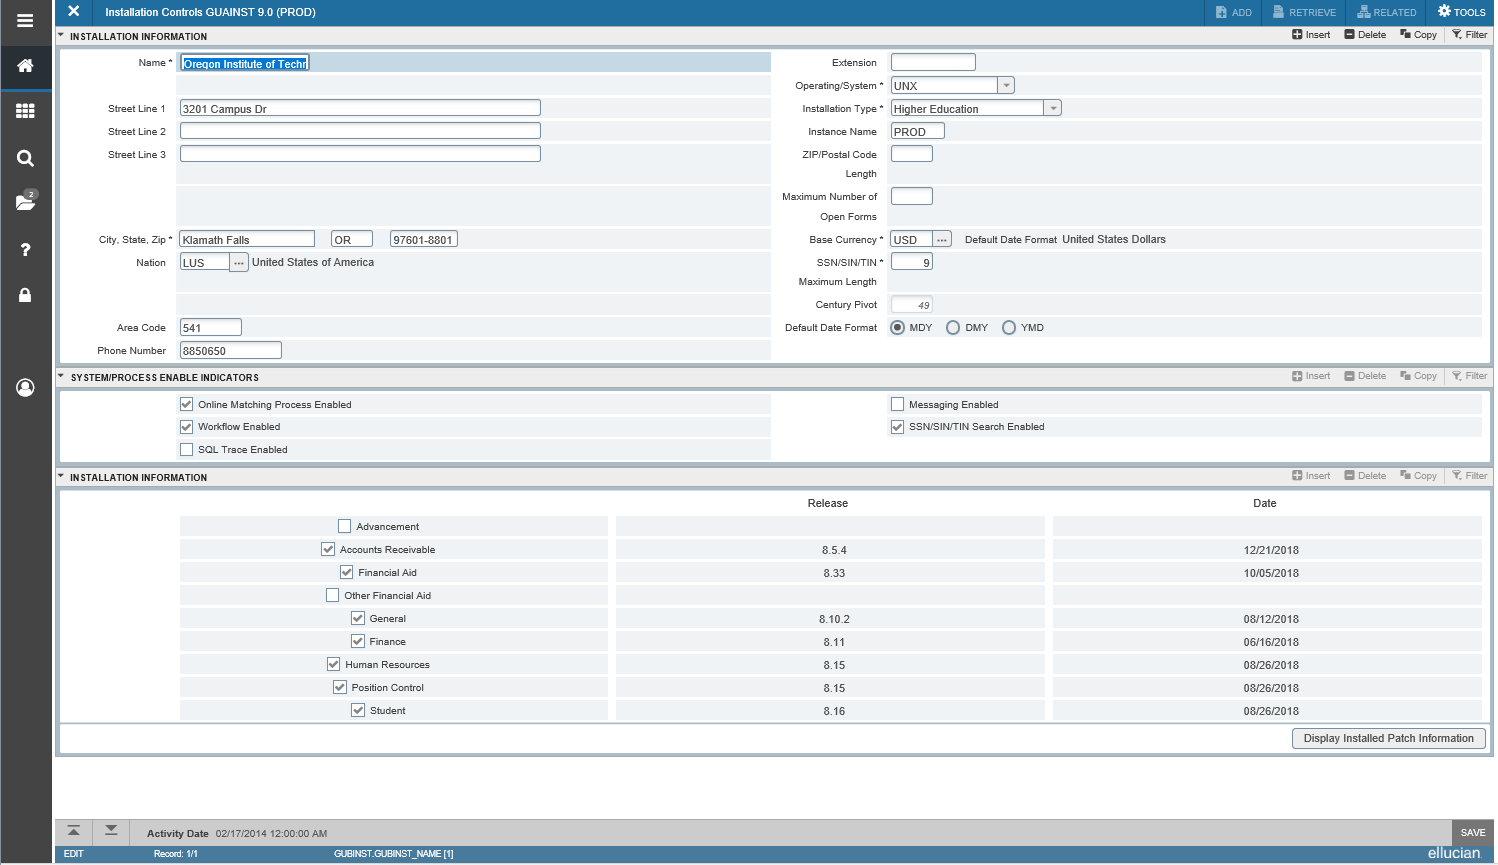 Installation Controls GUAINST 9.0 (PROD) ADD RETRIEVE RELATED TOOLS
INSTALLATION INFORMATION Insert Delete Copy Filter
Name * Oregon Institute of Techr
Extension
Operating/System * UNX
Street Line 1 3201 Campus Dr
Installation Type * Higher Education
Street Line 2
Instance Name PROD
Street Line 3
ZIP/Postal Code
Length
Maximum Number of
Open Forms
City, State, Zip * Klamath Falls OR 97601-8801
Base Currency * USD ... Default Date Format United States Dollars
Nation LUS ... United States of America
SSN/SIN/TIN * 9
Maximum Length
Century Pivot 49
Area Code 541
Default Date Format MDY DMY YMD
Phone Number 8850650
SYSTEM/PROCESS ENABLE INDICATORS Insert Delete Copy Filter
Online Matching Process Enabled Messaging Enabled
Workflow Enabled SSN/SIN/TIN Search Enabled
SQL Trace Enabled
INSTALLATION INFORMATION Insert Delete Copy Filter
Release Date
Advancement
Accounts Receivable 8.5.4 12/21/2018
Financial Aid 8.33 10/05/2018
Other Financial Aid
General 8.10.2 08/12/2018
Finance 8.11 06/16/2018
Human Resources 8.15 08/26/2018
Position Control 8.15 08/26/2018
Student 8.16 08/26/2018
Display Installed Patch Information
2
?
Activity Date 02/17/2014 12:00:00 AM SAVE
EDIT Record: 1/1 GUBINST.GUBINST_NAME [1] ellucian